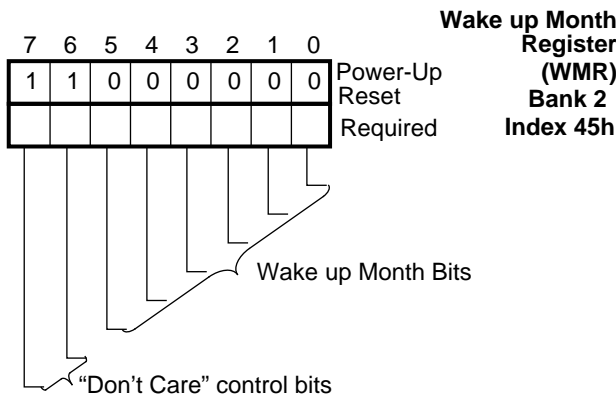 Wake up Month
Register
(WMR)
Bank 2
Index 45h
7 6 5 4 3 2 1 0
1 1 0 0 0 0 0 0
Power-Up
Reset
Required
Wake up Month Bits
“Don’t Care” control bits